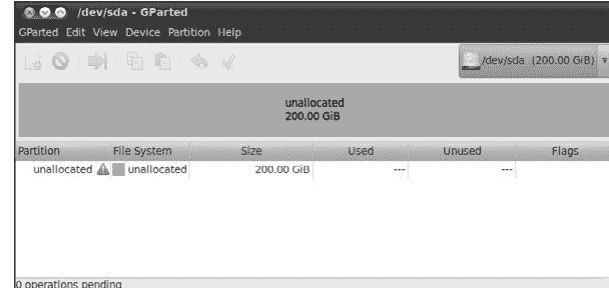 /dev/sda - GParted
GParted Edit View Device Partition Help
/dev/sda (200.00 GiB)
unallocated
200.00 GiB
Partition File System Size Used Unused Flags
unallocated unallocated 200.00 GiB --- ---
0 operations pending